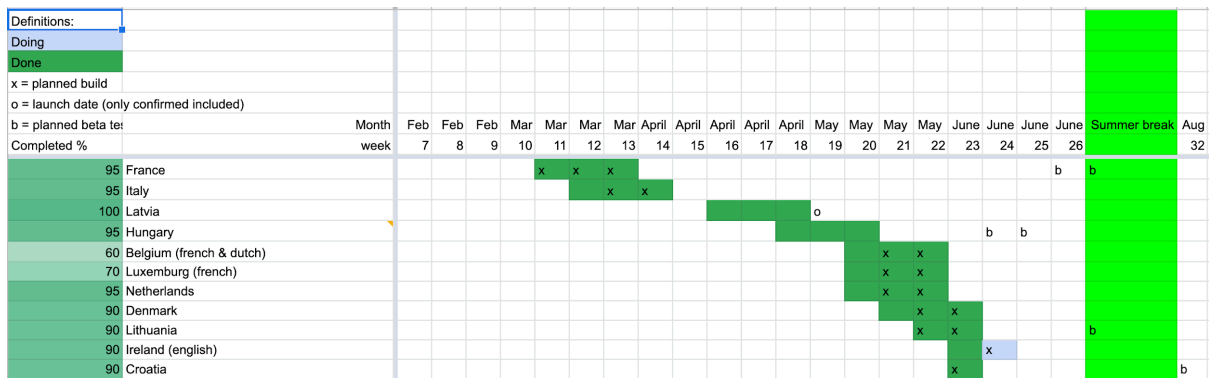 Definitions:
Doing
Done
x = planned build
o = launch date (only confirmed included)
b = planned beta tes Month Feb Feb Feb Mar Mar Mar Mar April April April April April May May May May June June June June Summer break Aug
Completed % week 7 8 9 10 11 12 13 14 15 16 17 18 19 20 21 22 23 24 25 26 32
95 France x x x b b
95 Italy x x
100 Latvia o
95 Hungary b b
60 Belgium (french & dutch) x x
70 Luxemburg (french) x x
95 Netherlands x x
90 Denmark x x
90 Lithuania x x b
90 Ireland (english) x
90 Croatia x b